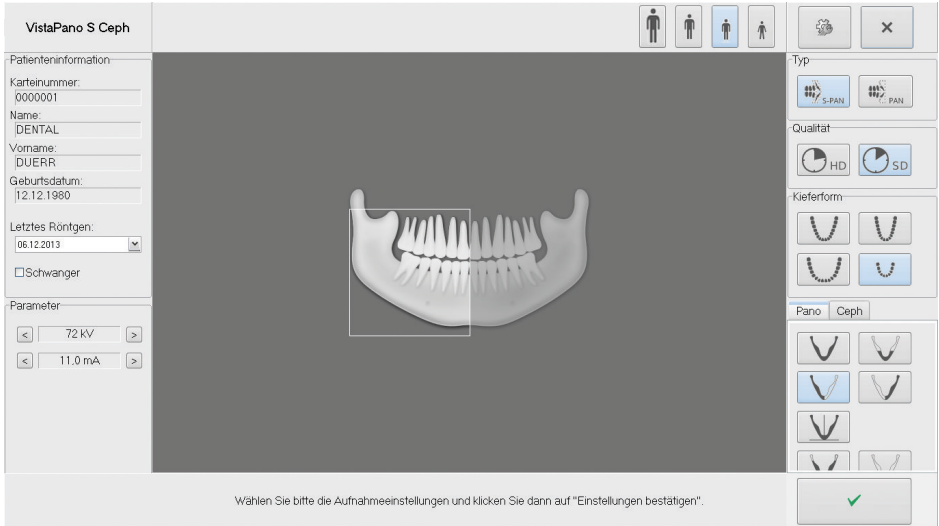 VistaPano S Ceph
Patienteninformation
Karteinummer:
0000001
Name:
DENTAL
Vorname:
DUERR
Geburtsdatum:
12.12.1980
Letztes Röntgen:
06.12.2013
Schwanger
Parameter
< 72 kV >
< 11,0 mA >
Typ
S-PAN PAN
Qualität
HD SD
Kieferform
Pano Ceph
Wählen Sie bitte die Aufnahmeeinstellungen und klicken Sie dann auf "Einstellungen bestätigen".